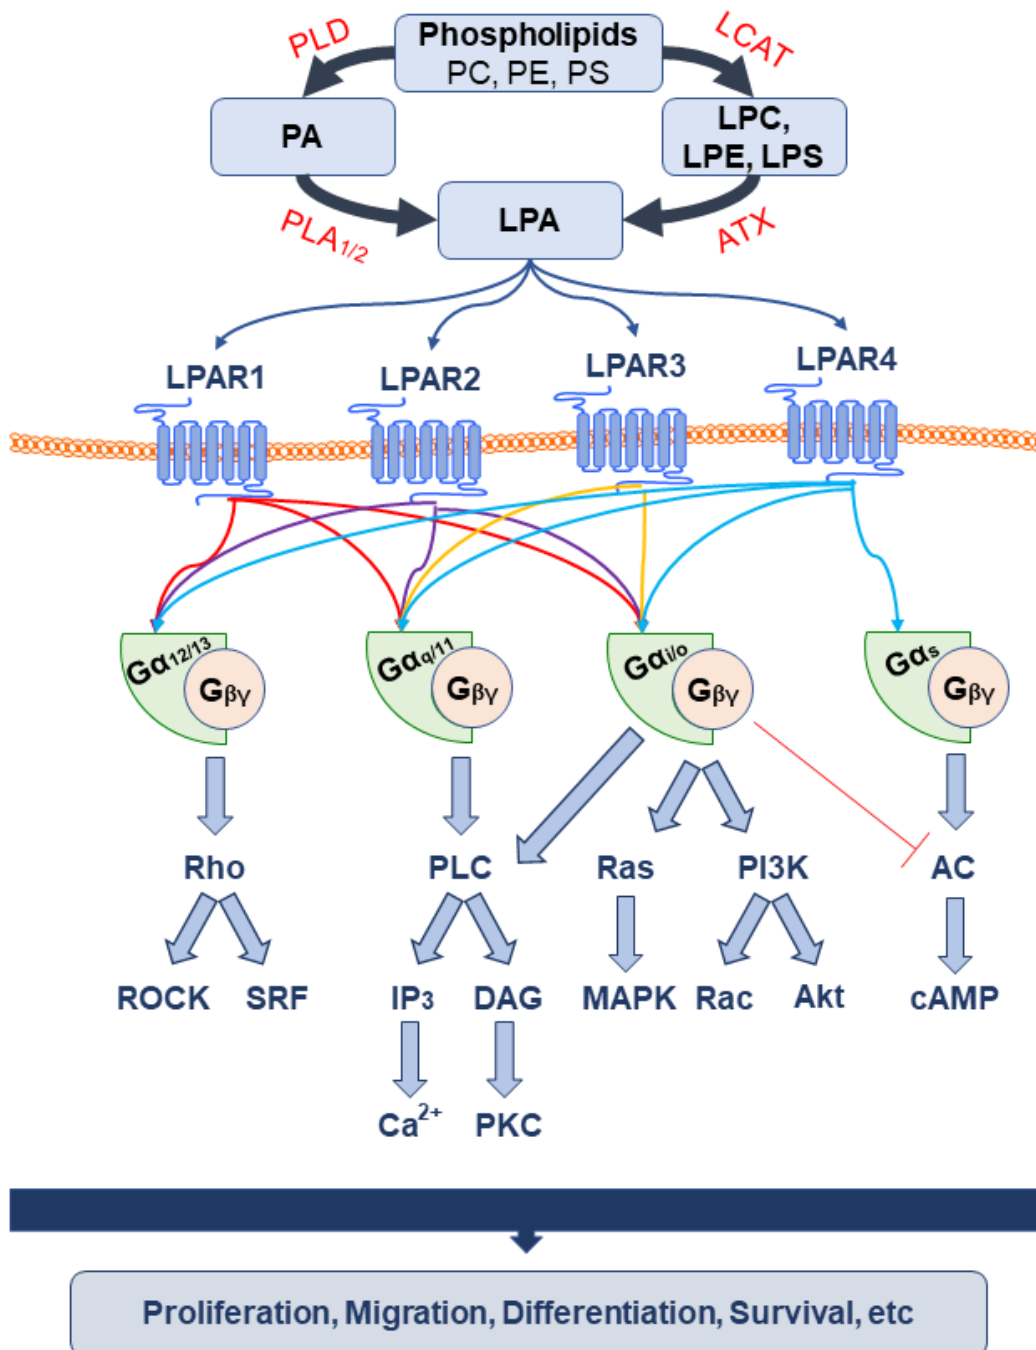 Phospholipids
PC, PE, PS
PLD
LCAT
PA
LPC,
LPE, LPS
PLA1/2
LPA
ATX
LPAR1
LPAR2
LPAR3
LPAR4
Gα12/13
Gβγ
Gαq/11
Gβγ
Gαi/o
Gβγ
Gαs
Gβγ
Rho
PLC
Ras
PI3K
AC
ROCK
SRF
IP3
DAG
MAPK
Rac
Akt
cAMP
Ca2+
PKC
Proliferation, Migration, Differentiation, Survival, etc